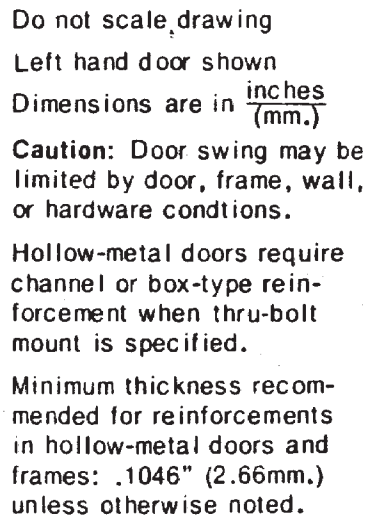 Do not scale drawing
Left hand door shown
Dimensions are in inches
(mm.)
Caution: Door swing may be
limited by door, frame, wall,
or hardware condtions.
Hollow-metal doors require
channel or box-type rein-
forcement when thru-bolt
mount is specified.
Minimum thickness recom-
mended for reinforcements
in hollow-metal doors and
frames: .1046" (2.66mm.)
unless otherwise noted.